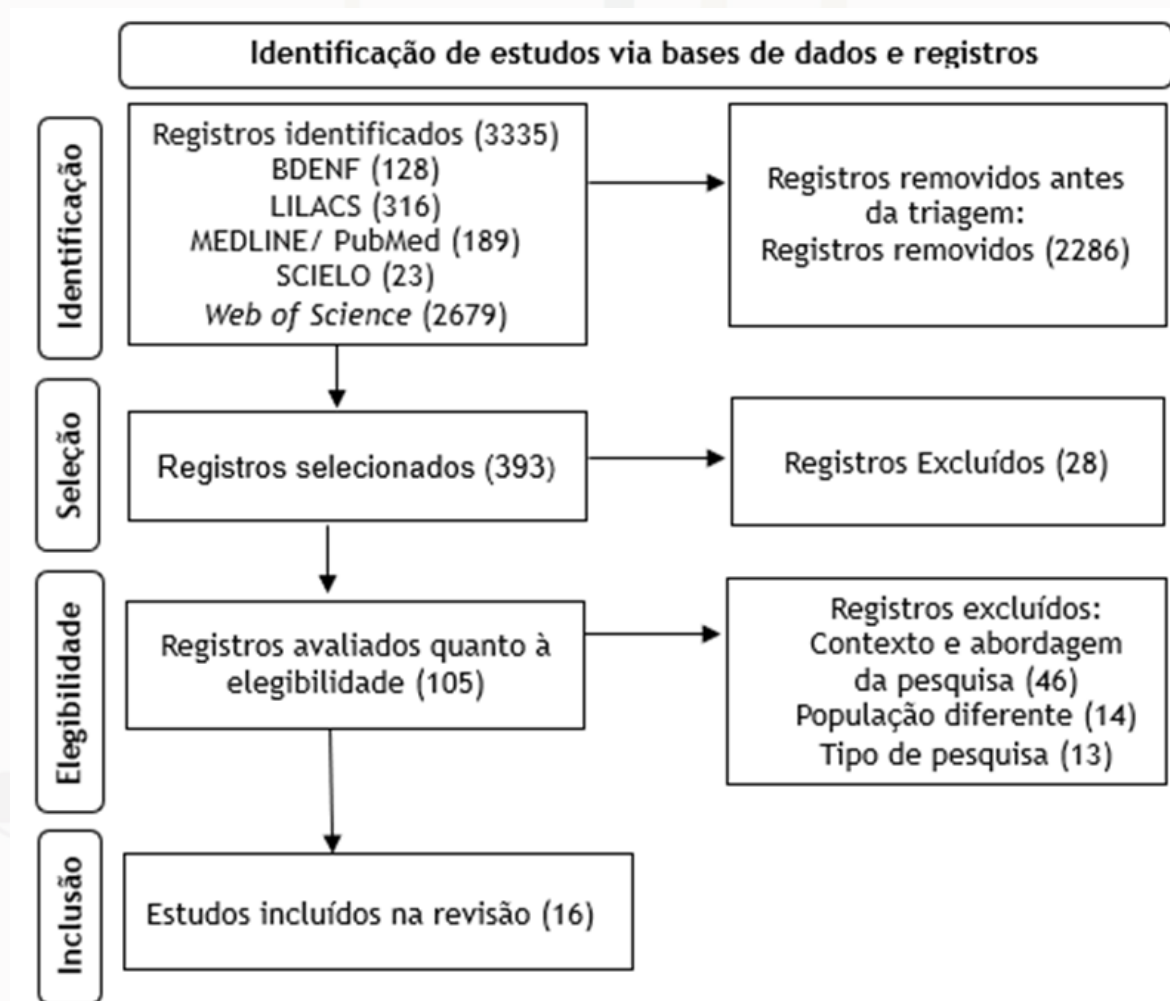 Identificação de estudos via bases de dados e registros
Identificação
Registros identificados (3335)
BDENF (128)
LILACS (316)
MEDLINE/ PubMed (189)
SCIELO (23)
Web of Science (2679)
Registros removidos antes
da triagem:
Registros removidos (2286)
Seleção
Registros selecionados (393)
Registros Excluídos (28)
Elegibilidade
Registros avaliados quanto à
elegibilidade (105)
Registros excluídos:
Contexto e abordagem
da pesquisa (46)
População diferente (14)
Tipo de pesquisa (13)
Inclusão
Estudos incluídos na revisão (16)